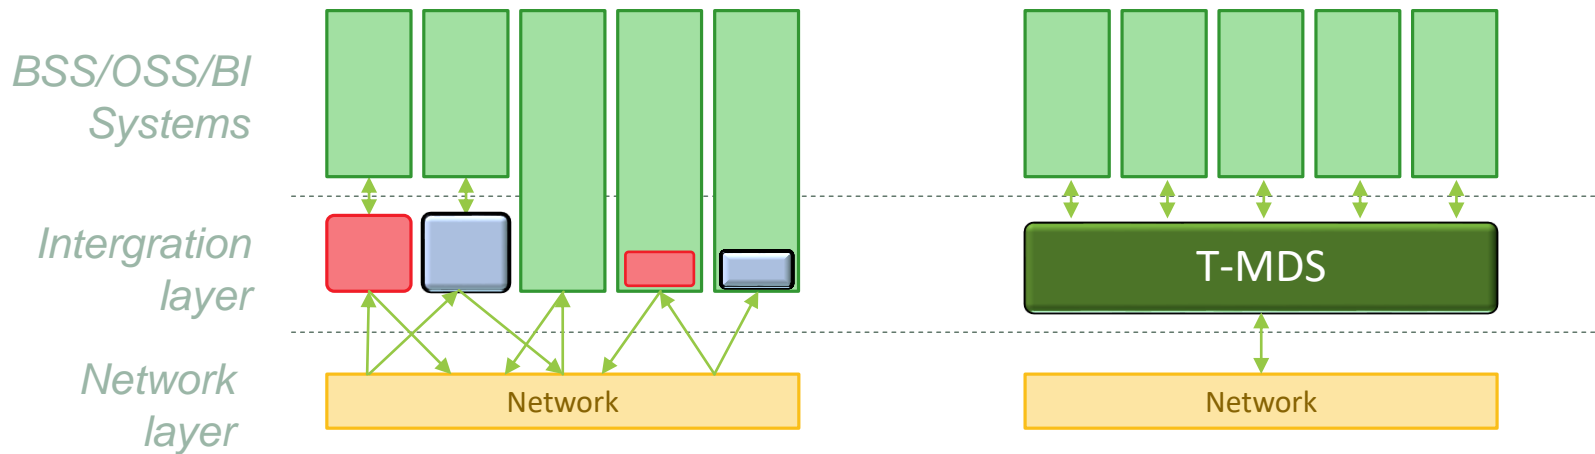 BSS/OSS/BI
Systems
Intergration
layer
T-MDS
Network
layer
Network
Network